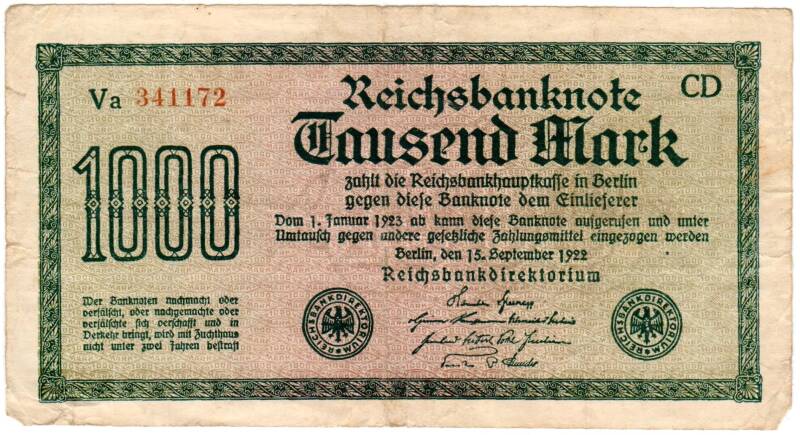 Va 341172
CD
Reichsbanknote
Tausend Mark
1000
zahlt die Reichsbankhauptkasse in Berlin
gegen diese Banknote dem Einlieferer
Vom 1. Januar 1923 ab kann diese Banknote aufgerufen und unter
Umtausch gegen andere gesetzliche Zahlungsmittel eingezogen werden
Berlin, den 15. September 1922
Reichsbankdirektorium
Wer Banknoten nachmacht oder
verfälscht, oder nachgemachte oder
verfälschte sich verschafft und in
Verkehr bringt, wird mit Zuchthaus
nicht unter zwei Jahren bestraft
REICHSBANKDIREKTORIUM
REICHSBANKDIREKTORIUM